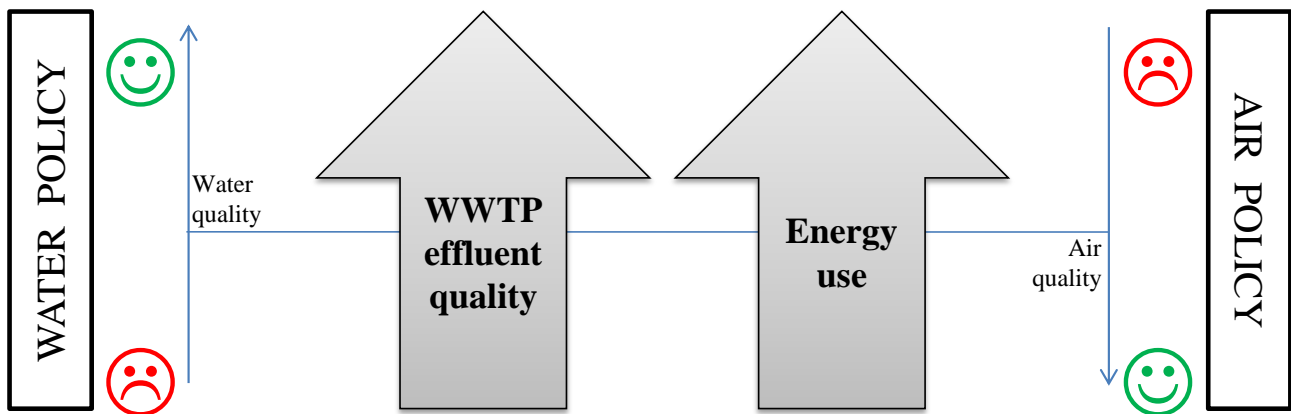 WATER POLICY
Water
quality
WWTP
effluent
quality
Energy
use
Air
quality
AIR POLICY